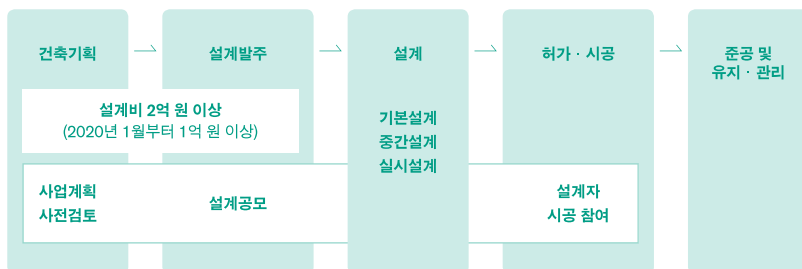 건축기획
설계발주
설계
허가 · 시공
준공 및
유지 · 관리
설계비 2억 원 이상
(2020년 1월부터 1억 원 이상)
기본설계
중간설계
실시설계
사업계획
사전검토
설계공모
설계자
시공 참여